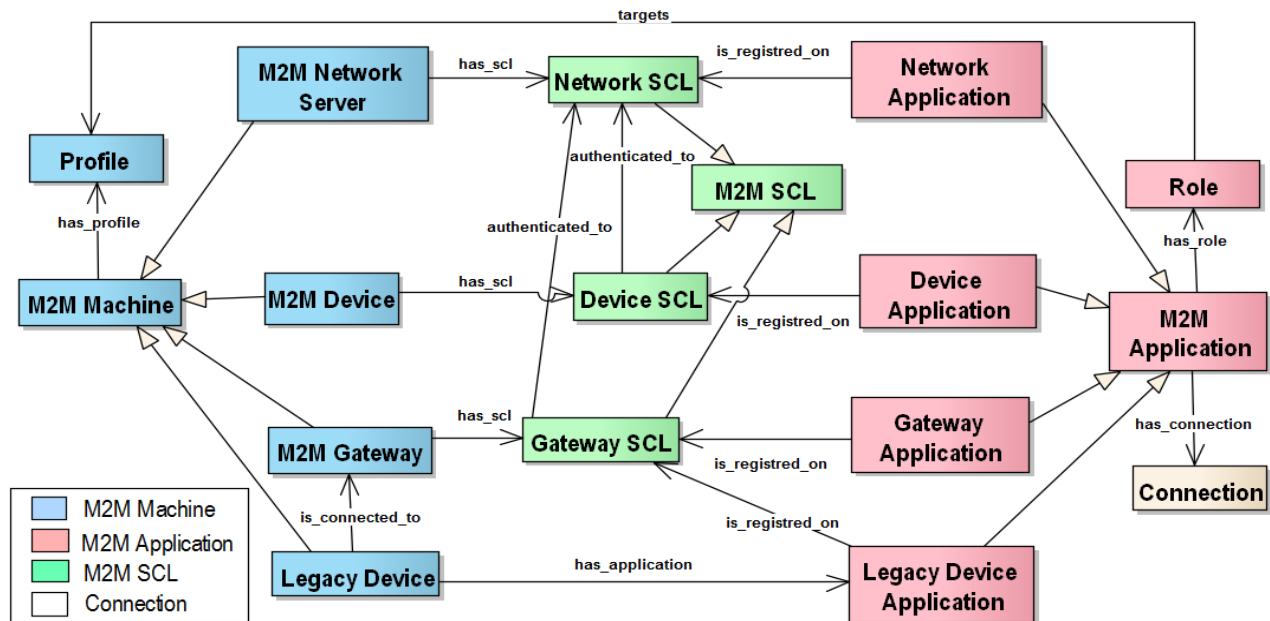 targets
M2M Network
Server
has_scl
Network SCL
is_registred_on
Network
Application
Profile
authenticated_to
M2M SCL
Role
has_profile
authenticated_to
has_role
M2M Machine
M2M Device
has_scl
Device SCL
Device
Application
is_registred_on
M2M
Application
M2M Gateway
has_scl
Gateway SCL
Gateway
Application
has_connection
is_registred_on
Connection
M2M Machine
M2M Application
M2M SCL
Connection
is_connected_to
is_registred_on
Legacy Device
has_application
Legacy Device
Application